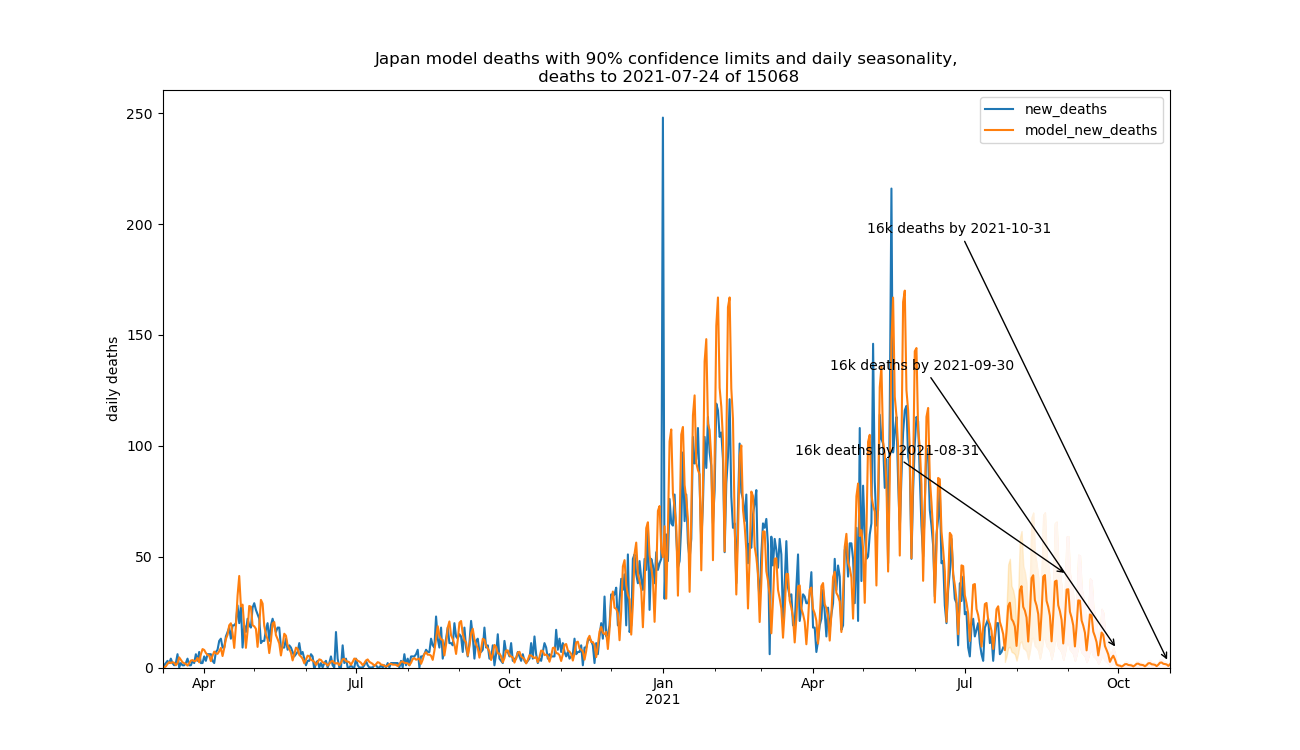 Japan model deaths with 90% confidence limits and daily seasonality,
deaths to 2021-07-24 of 15068
new_deaths
model_new_deaths
daily deaths
250
200
150
100
50
0
16k deaths by 2021-10-31
16k deaths by 2021-09-30
16k deaths by 2021-08-31
Apr
Jul
Oct
Jan
2021
Apr
Jul
Oct